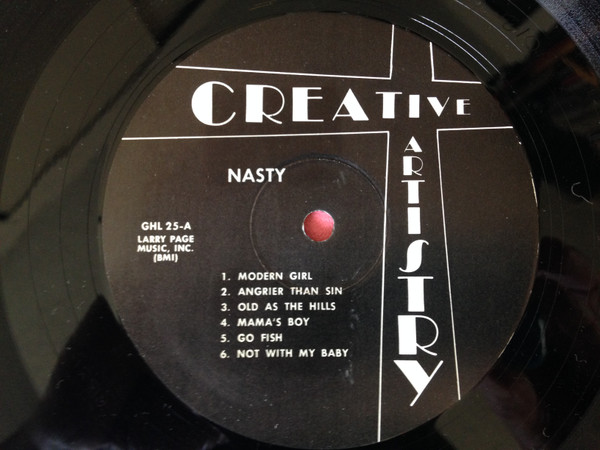 CREATIVE
ARTISTRY
NASTY
GHL 25-A
LARRY PAGE
MUSIC, INC.
(BMI)
1. MODERN GIRL
2. ANGRIER THAN SIN
3. OLD AS THE HILLS
4. MAMA'S BOY
5. GO FISH
6. NOT WITH MY BABY